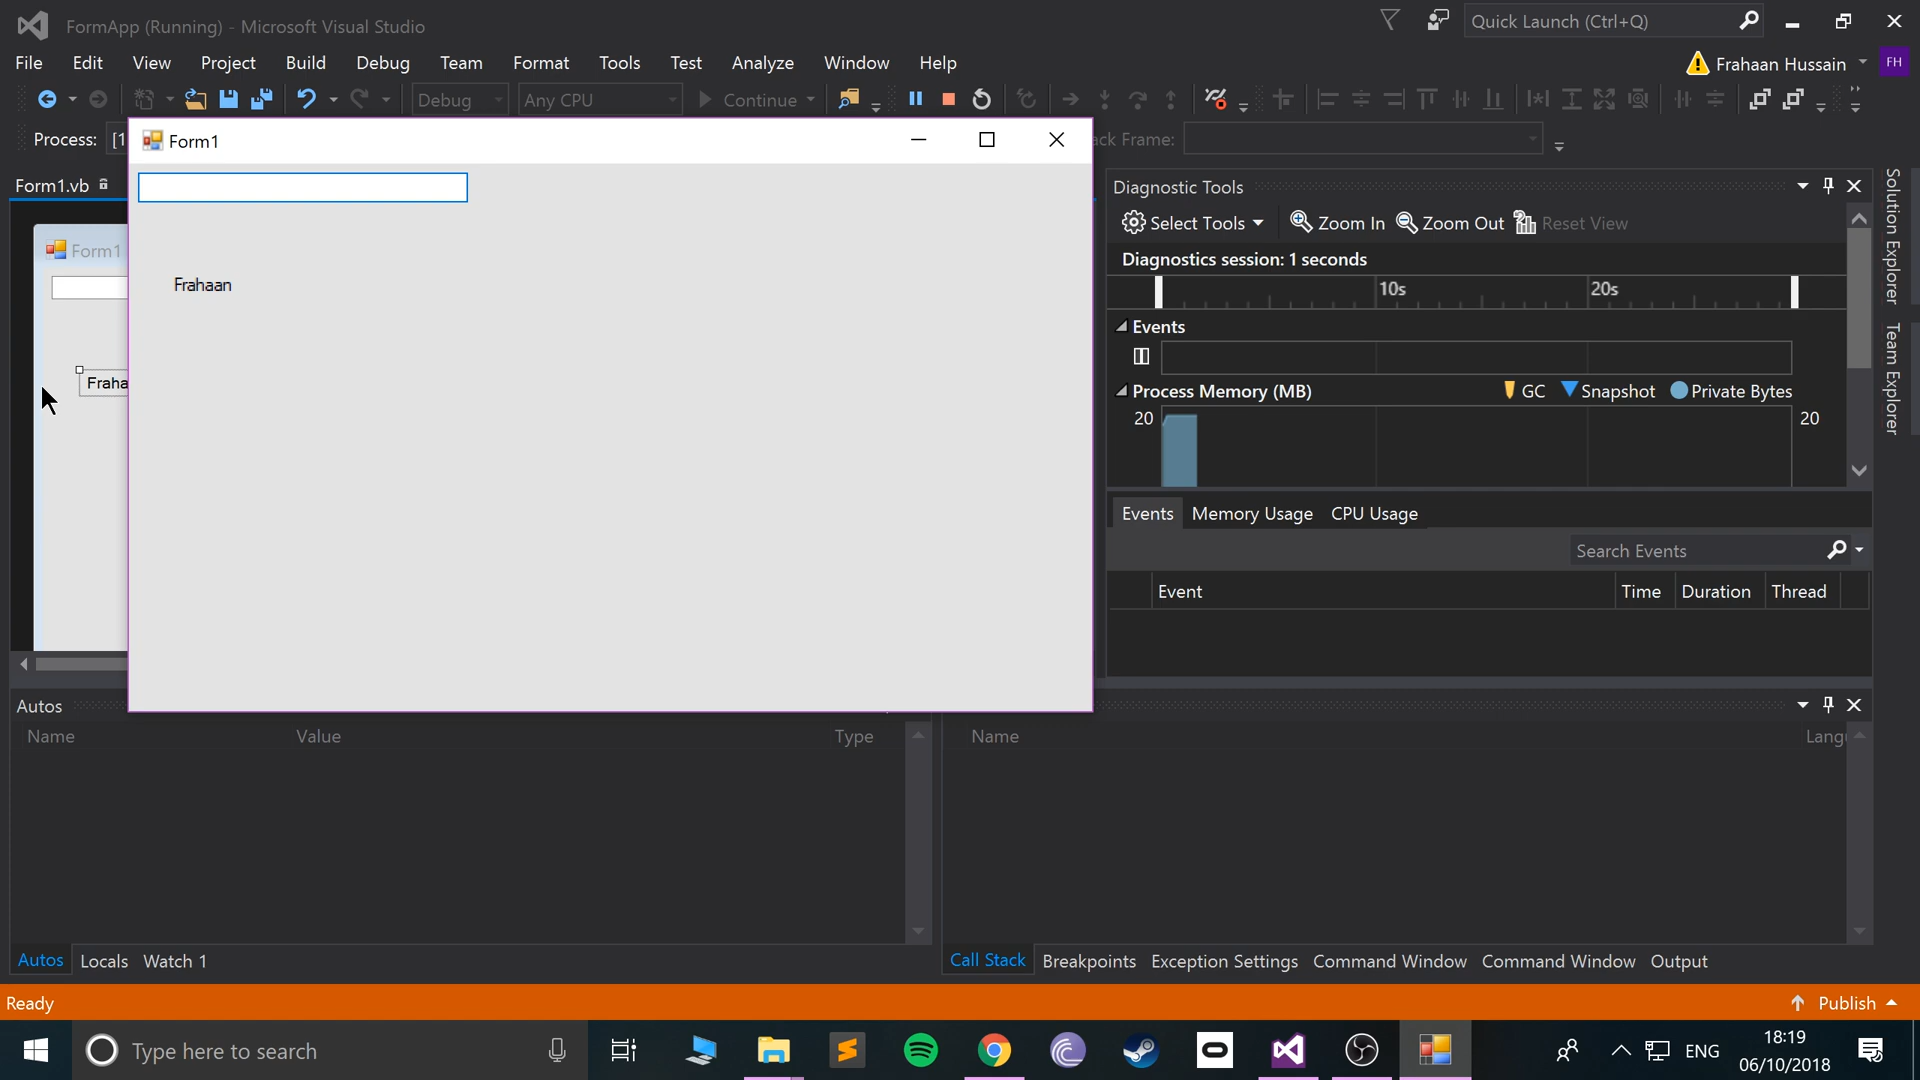 FormApp (Running) - Microsoft Visual Studio
Quick Launch (Ctrl+Q)
File Edit View Project Build Debug Team Format Tools Test Analyze Window Help
Frahaan Hussain FH
Debug Any CPU Continue
Process: [1
ck Frame:
Form1
Form1.vb
Form1
Frahaan
Fraha
Diagnostic Tools
Select Tools Zoom In Zoom Out Reset View
Diagnostics session: 1 seconds
10s 20s
Events
Process Memory (MB) GC Snapshot Private Bytes
20 20
Events Memory Usage CPU Usage
Search Events
Event Time Duration Thread
Solution Explorer
Team Explorer
Autos
Name Value Type
Name Lang
Autos Locals Watch 1
Call Stack Breakpoints Exception Settings Command Window Command Window Output
Ready
Publish
Type here to search
ENG
18:19
06/10/2018